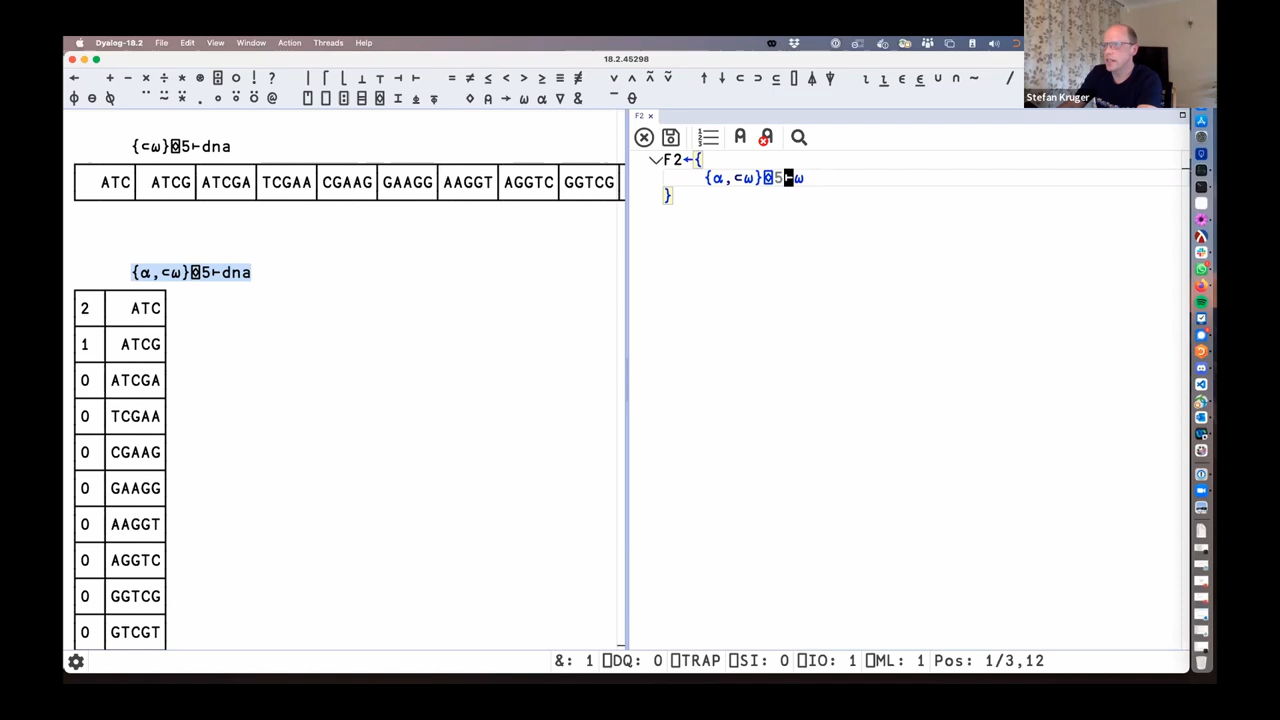 Dyalog-18.2 File Edit View Window Action Threads Help
18.2.45298
Stefan Kruger
F2 ×
{⊂⍵}⌺5⊢dna
ATC ATCG ATCGA TCGAA CGAAG GAAGG AAGGT AGGTC GGTCG
{⍺,⊂⍵}⌺5⊢dna
2 ATC
1 ATCG
0 ATCGA
0 TCGAA
0 CGAAG
0 GAAGG
0 AAGGT
0 AGGTC
0 GGTCG
0 GTCGT
F2←{
{⍺,⊂⍵}⌺5⊢⍵
}
&: 1 ⎕DQ: 0 ⎕TRAP ⎕SI: 0 ⎕IO: 1 ⎕ML: 1 Pos: 1/3,12